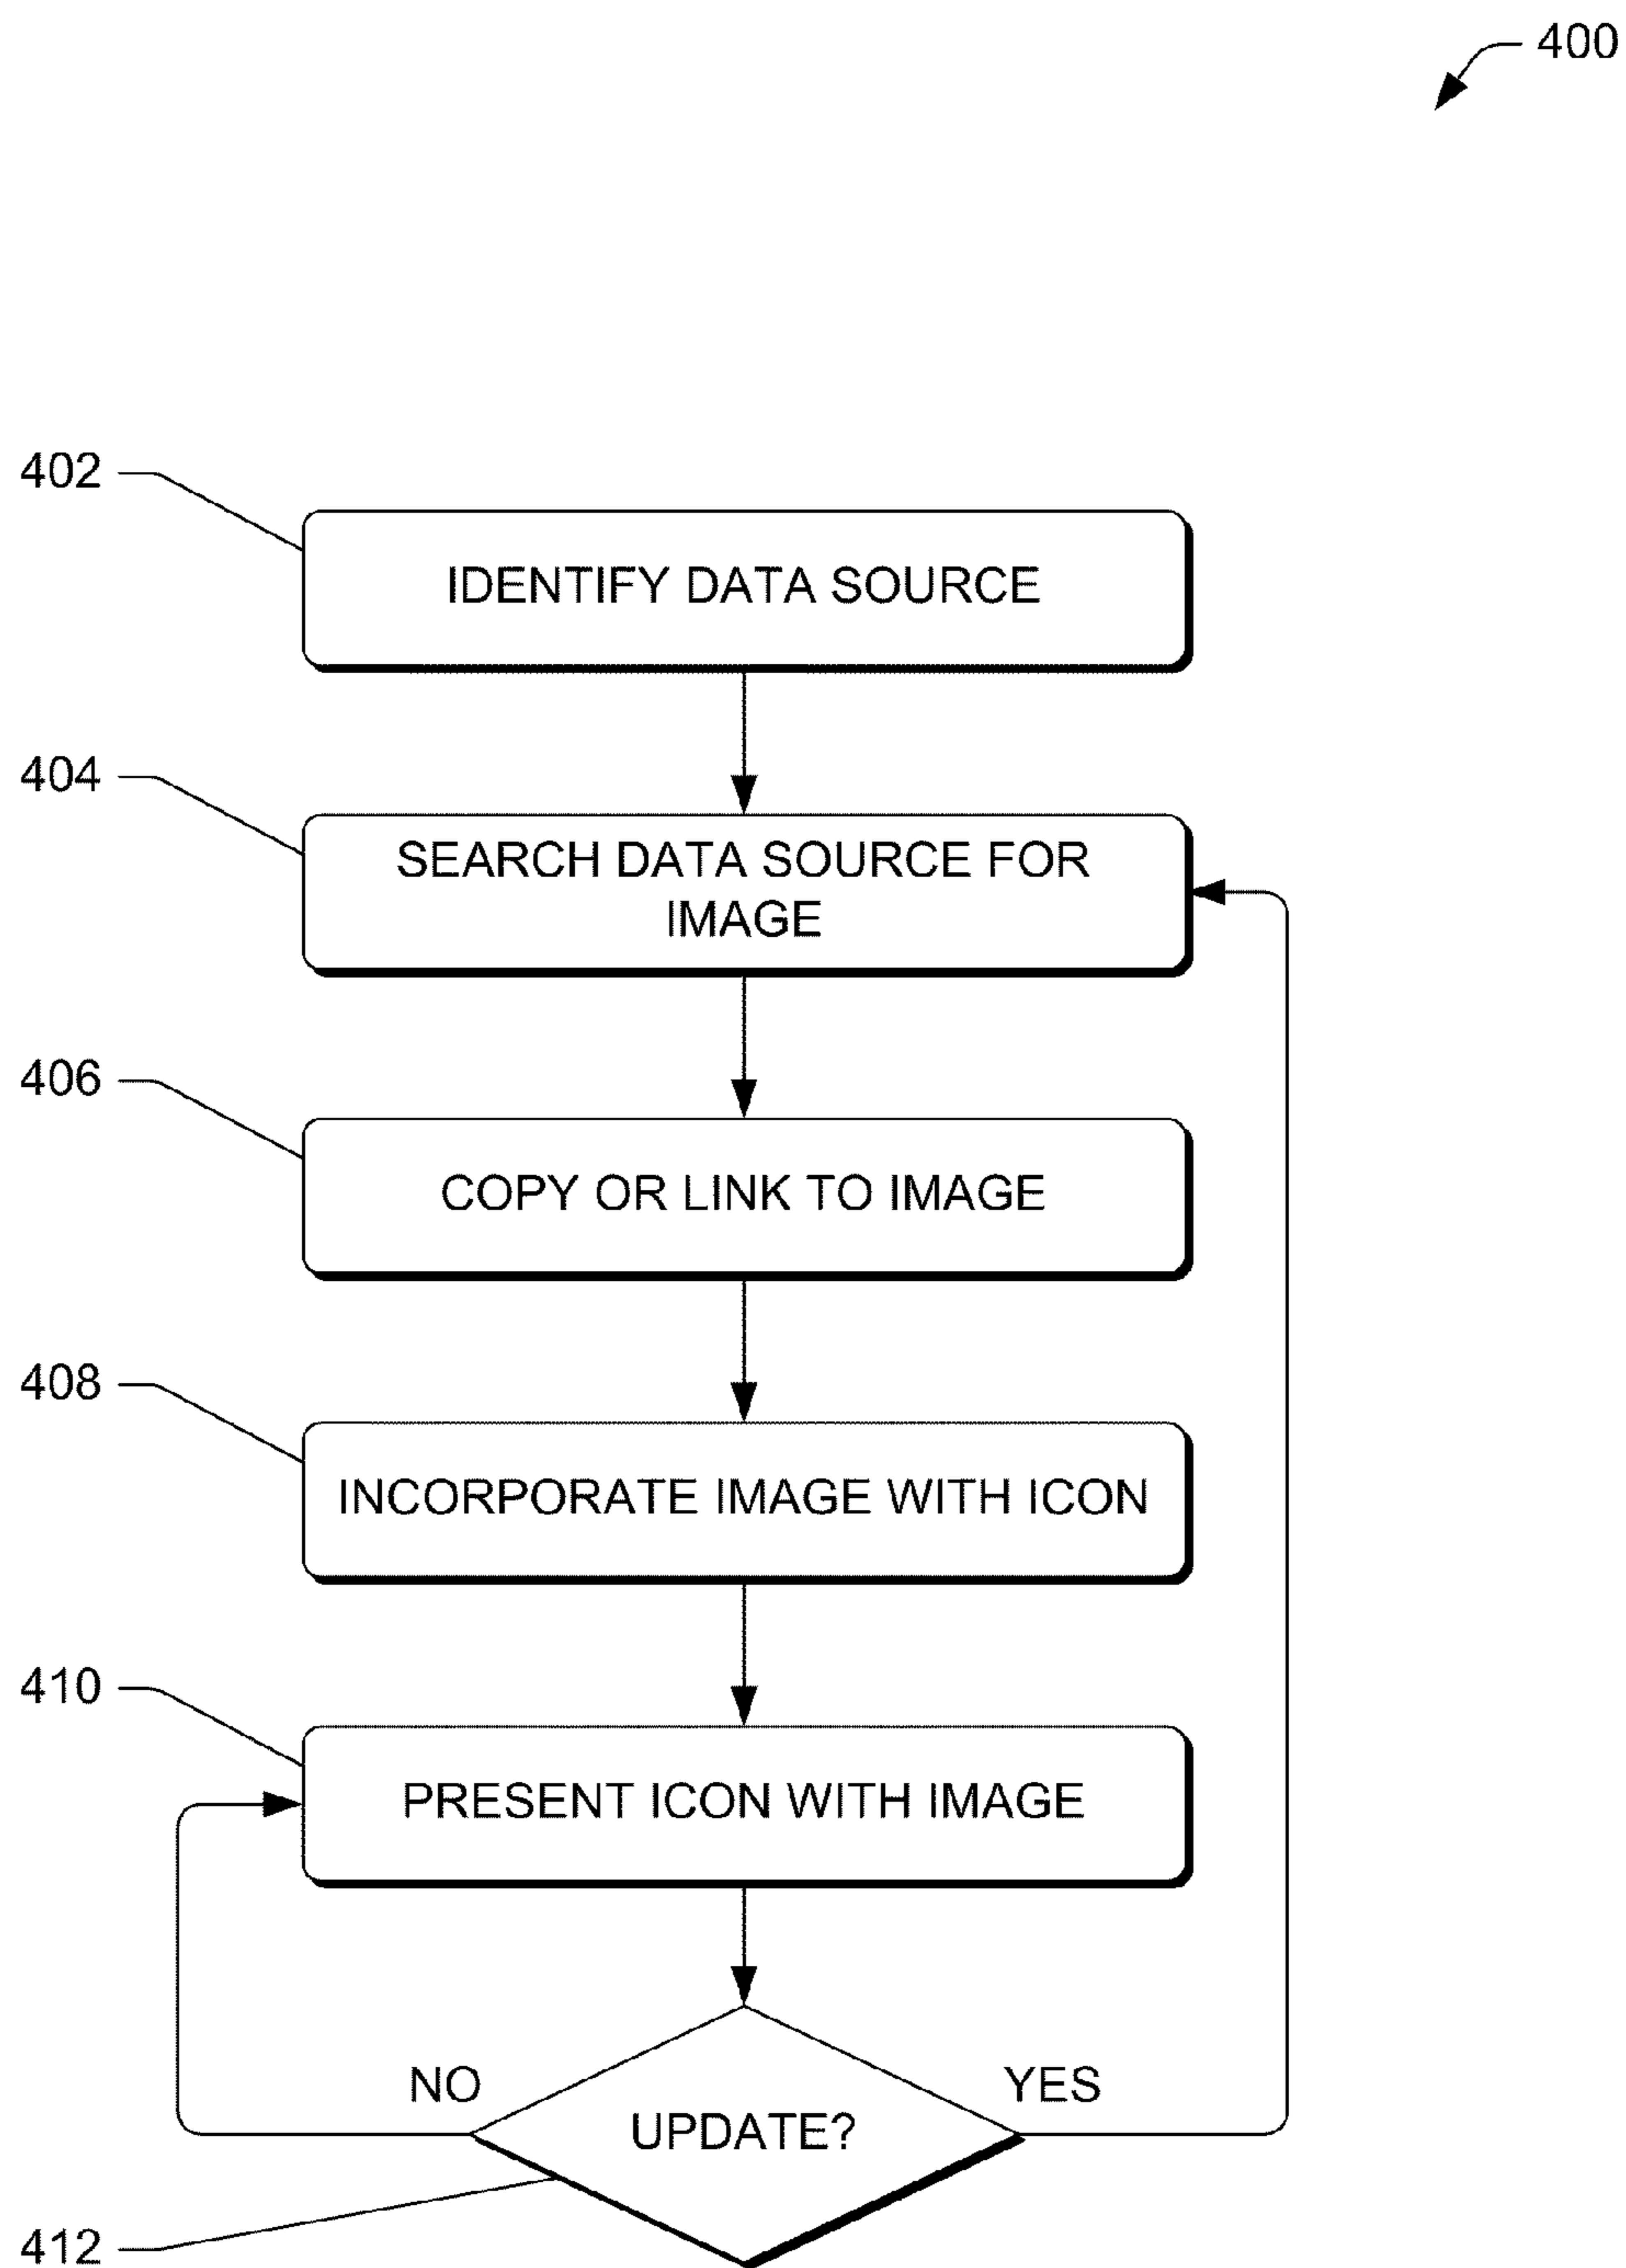 400
402
IDENTIFY DATA SOURCE
404
SEARCH DATA SOURCE FOR
IMAGE
406
COPY OR LINK TO IMAGE
408
INCORPORATE IMAGE WITH ICON
410
PRESENT ICON WITH IMAGE
NO
YES
UPDATE?
412